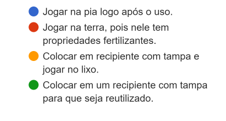 Jogar na pia logo após o uso.
Jogar na terra, pois nele tem
propriedades fertilizantes.
Colocar em recipiente com tampa e
jogar no lixo.
Colocar em um recipiente com tampa
para que seja reutilizado.